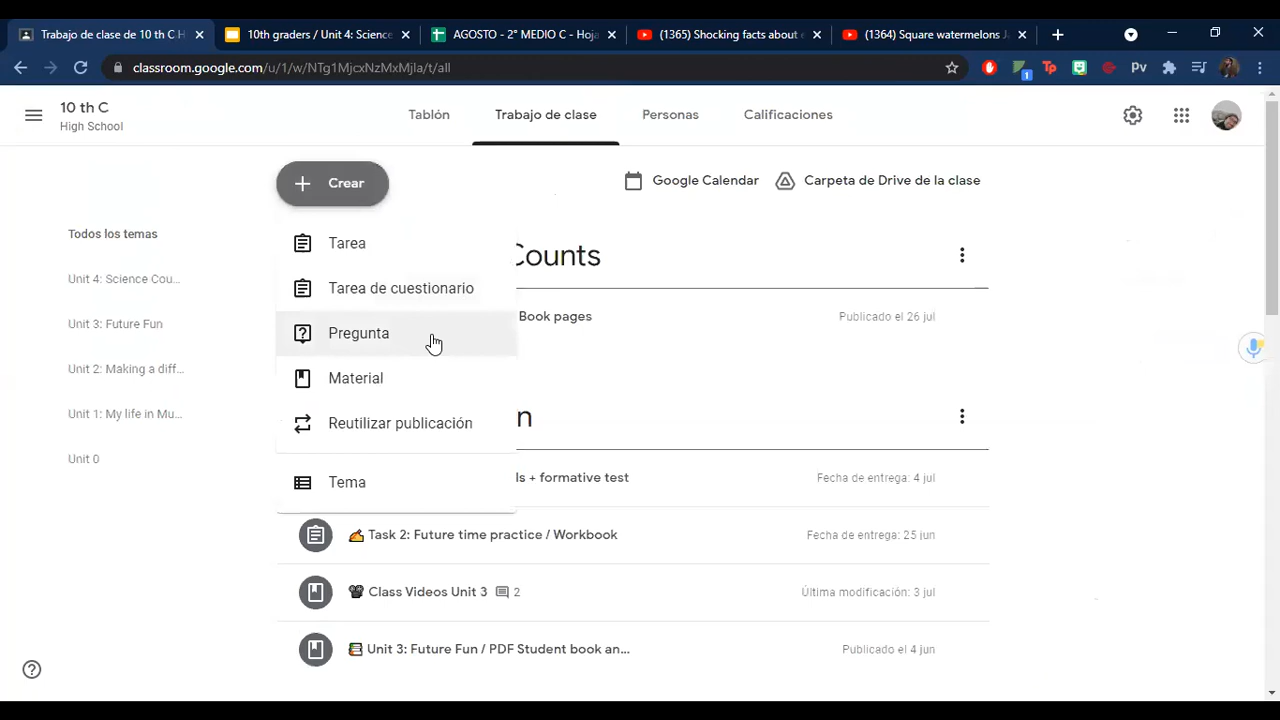 Trabajo de clase de 10 th C H
10th graders / Unit 4: Scienc
AGOSTO - 2° MEDIO C - Hoja
(1365) Shocking facts about
(1364) Square watermelons J
classroom.google.com/u/1/w/NTg1MjcxNzMxMjla/t/all
1
Pv
10 th C
High School
Tablón
Trabajo de clase
Personas
Calificaciones
Crear
Google Calendar
Carpeta de Drive de la clase
Todos los temas
Unit 4: Science Cou...
Unit 3: Future Fun
Unit 2: Making a diff...
Unit 1: My life in Mu...
Unit 0
Tarea
Tarea de cuestionario
Pregunta
Material
Reutilizar publicación
Tema
Counts
Book pages
Publicado el 26 jul
n
ls + formative test
Fecha de entrega: 4 jul
Task 2: Future time practice / Workbook
Fecha de entrega: 25 jun
Class Videos Unit 3 2
Última modificación: 3 jul
Unit 3: Future Fun / PDF Student book an...
Publicado el 4 jun